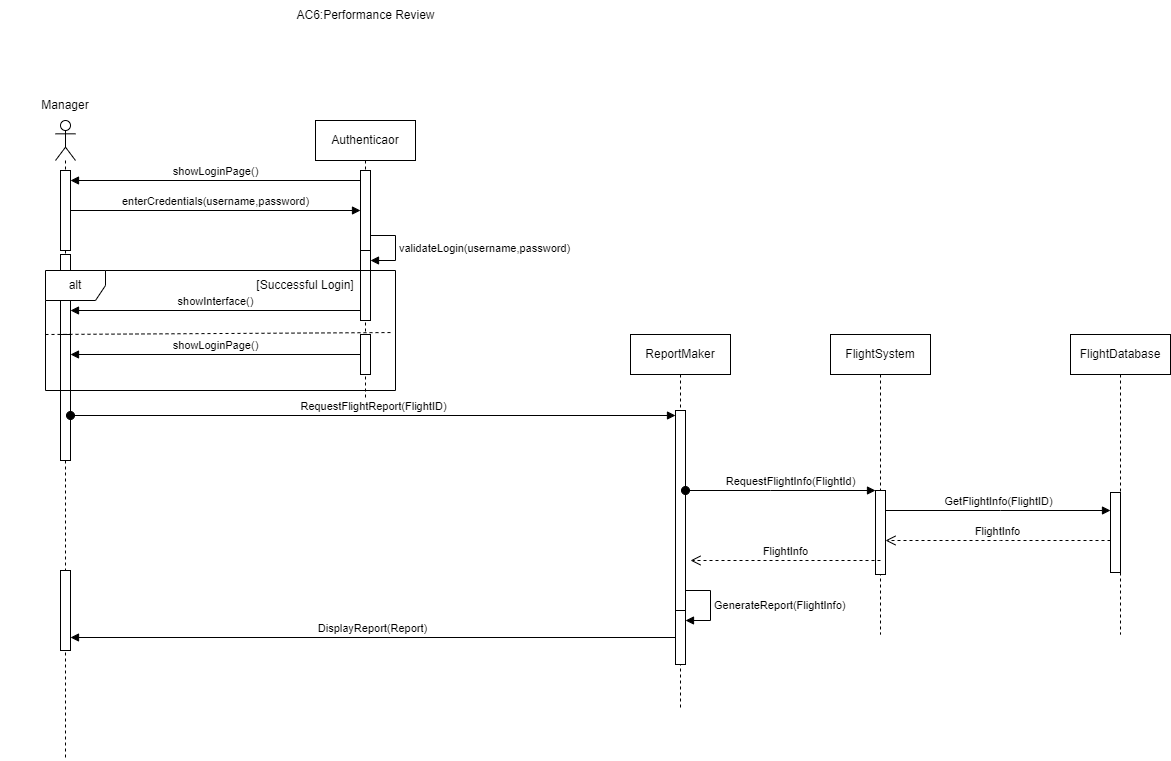 AC6:Performance Review
Manager
Authenticaor
showLoginPage()
enterCredentials(username,password)
validateLogin(username,password)
alt
[Successful Login]
showInterface()
showLoginPage()
ReportMaker
FlightSystem
FlightDatabase
RequestFlightReport(FlightID)
RequestFlightInfo(FlightId)
GetFlightInfo(FlightID)
FlightInfo
FlightInfo
GenerateReport(FlightInfo)
DisplayReport(Report)